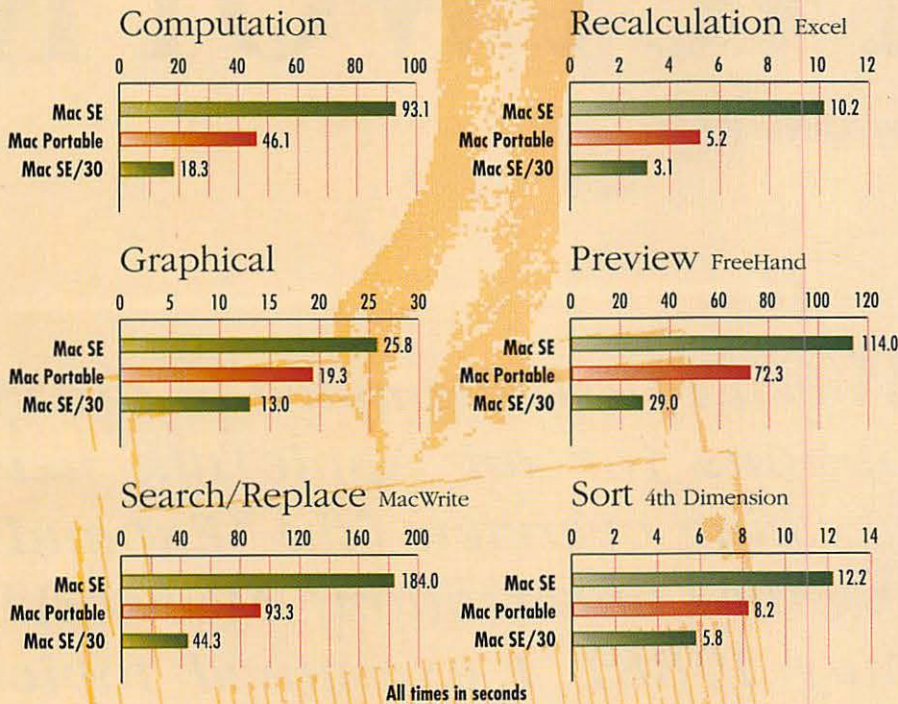 Computation
0 20 40 60 80 100
Mac SE 93.1
Mac Portable 46.1
Mac SE/30 18.3
Recalculation Excel
0 2 4 6 8 10 12
Mac SE 10.2
Mac Portable 5.2
Mac SE/30 3.1
Graphical
0 5 10 15 20 25 30
Mac SE 25.8
Mac Portable 19.3
Mac SE/30 13.0
Preview FreeHand
0 20 40 60 80 100 120
Mac SE 114.0
Mac Portable 72.3
Mac SE/30 29.0
Search/Replace MacWrite
0 40 80 120 160 200
Mac SE 184.0
Mac Portable 93.3
Mac SE/30 44.3
Sort 4th Dimension
0 2 4 6 8 10 12 14
Mac SE 12.2
Mac Portable 8.2
Mac SE/30 5.8
All times in seconds